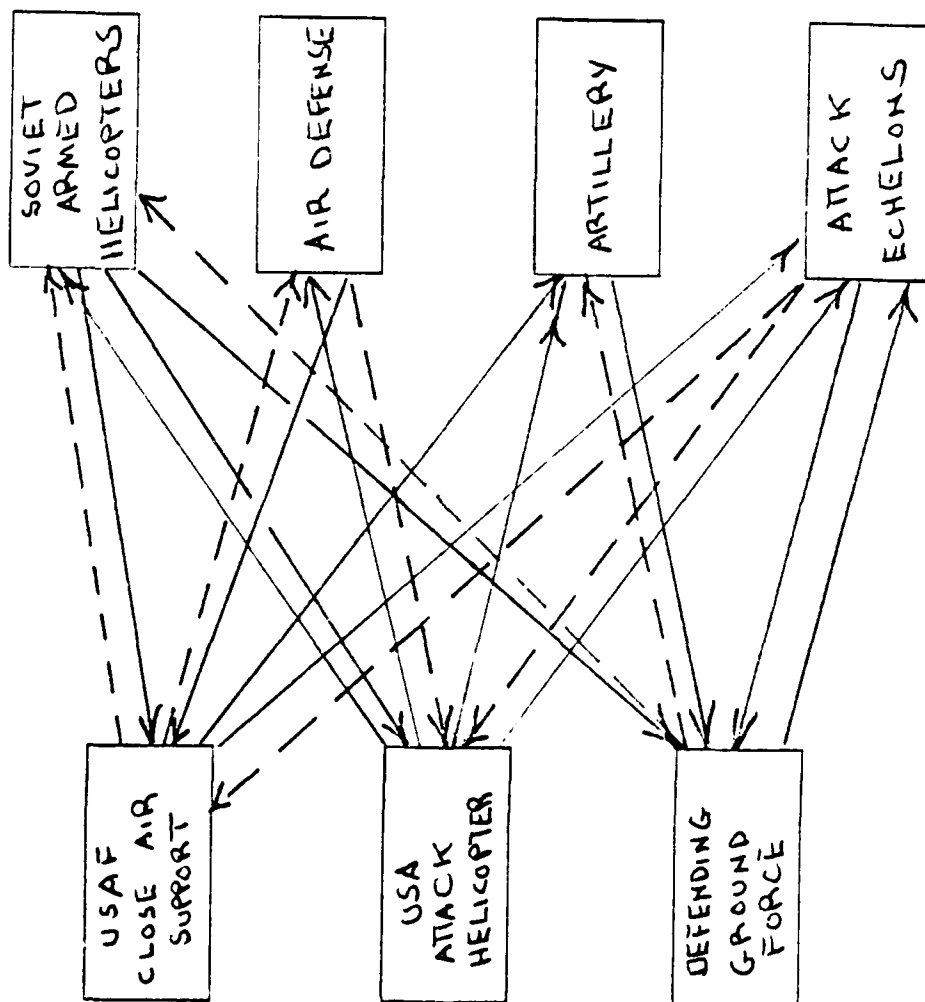 SOVIET
ARMED
HELICOPTERS
AIR DEFENSE
ARTILLERY
ATTACK
ECHELONS
USAF
CLOSE AIR
SUPPORT
USA
ATTACK
HELICOPTER
DEFENDING
GROUND
FORCE